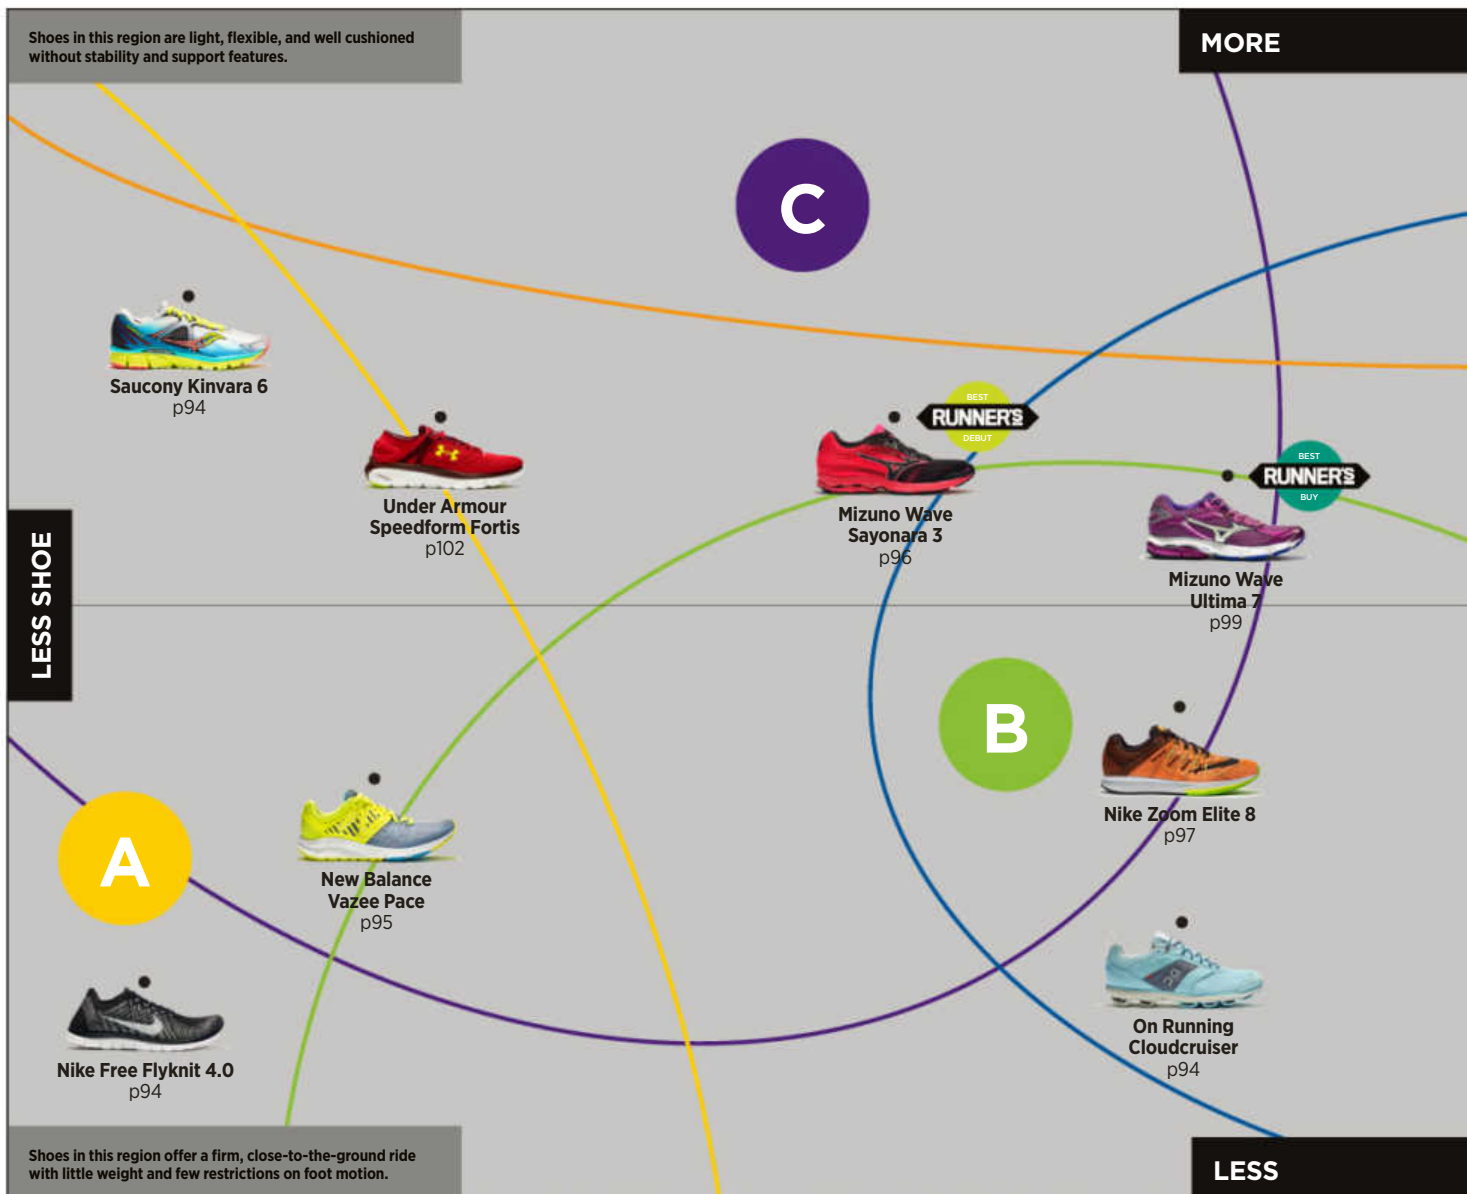 Shoes in this region are light, flexible, and well cushioned
without stability and support features.
MORE
C
Saucony Kinvara 6
p94
BEST
RUNNER'S
DEBUT
BEST
RUNNER'S
BUY
Under Armour
Speedform Fortis
p102
Mizuno Wave
Sayonara 3
p96
Mizuno Wave
Ultima 7
p99
LESS SHOE
B
Nike Zoom Elite 8
p97
A
New Balance
Vazee Pace
p95
On Running
Cloudcruiser
p94
Nike Free Flyknit 4.0
p94
Shoes in this region offer a firm, close-to-the-ground ride
with little weight and few restrictions on foot motion.
LESS